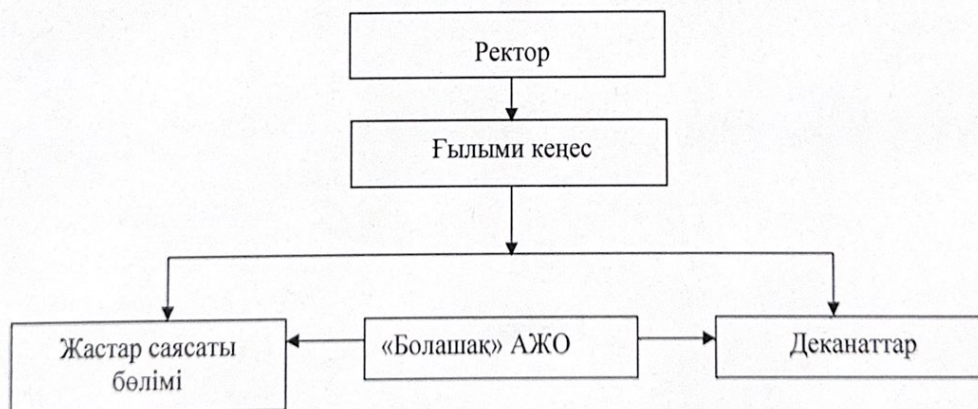 Ректор
Ғылыми кеңес
Жастар саясаты
бөлімі
«Болашақ» АЖО
Деканаттар